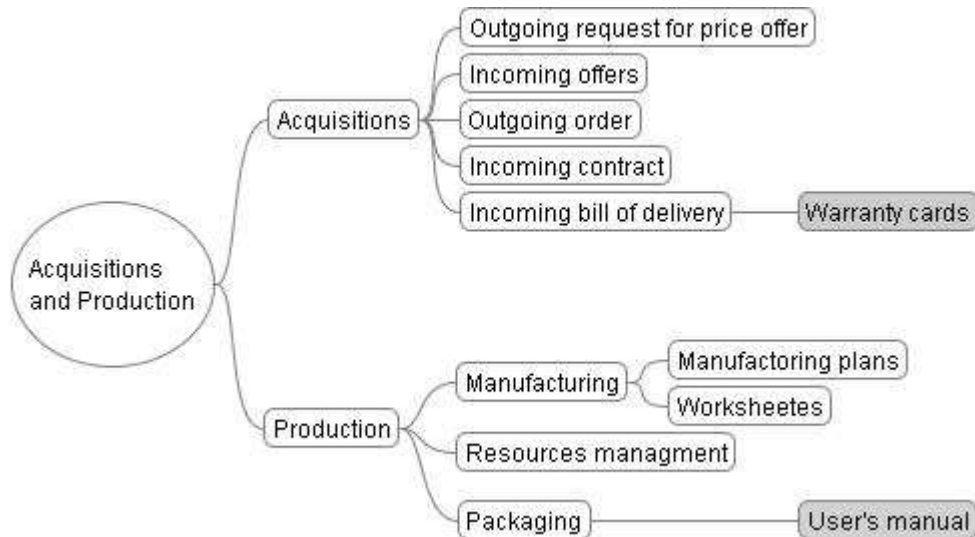 Outgoing request for price offer
Incoming offers
Acquisitions
Outgoing order
Incoming contract
Incoming bill of delivery
Warranty cards
Acquisitions
and Production
Manufactoring plans
Manufacturing
Worksheetes
Production
Resources managment
Packaging
User's manual